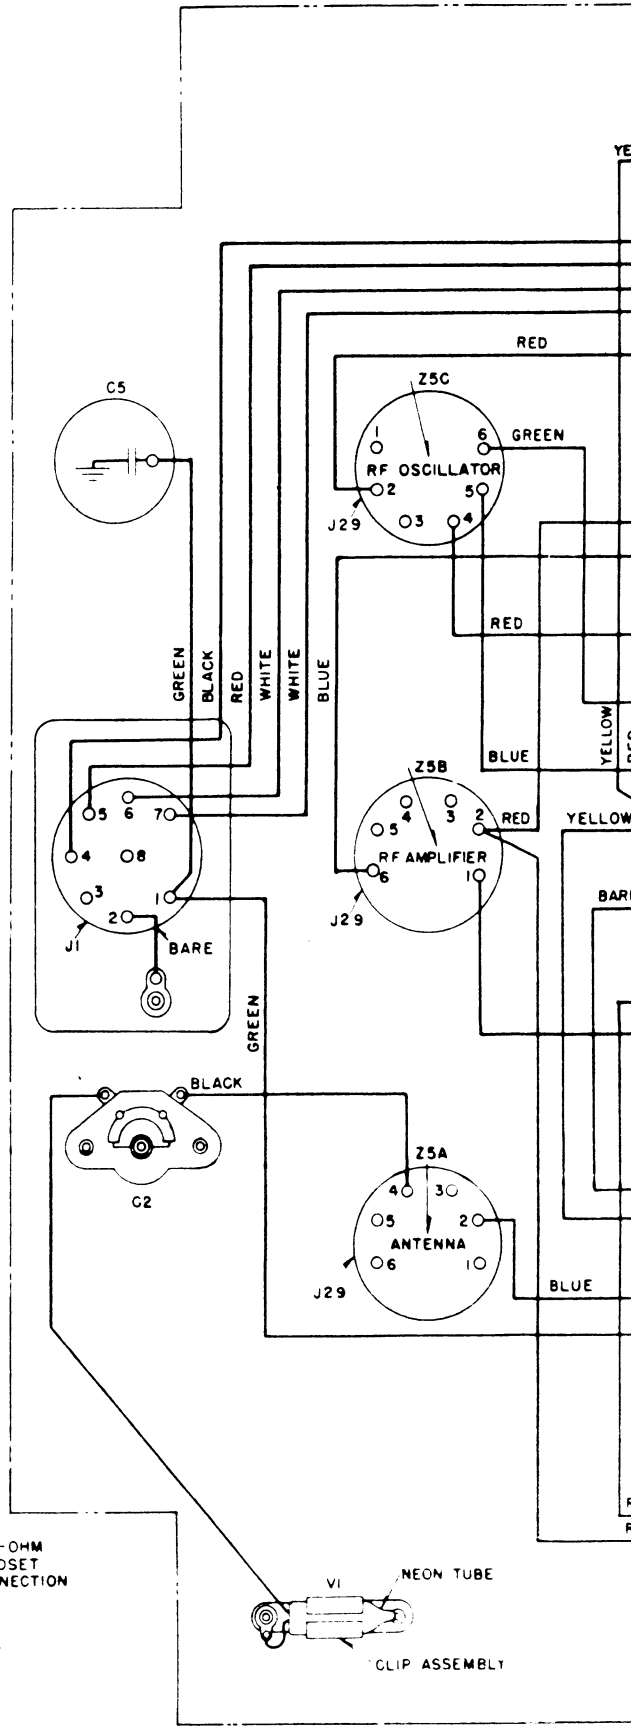 YE
RED
C5
Z5C
1
6
GREEN
RF OSCILLATOR
2
5
J29
3
4
RED
GREEN
BLACK
RED
WHITE
WHITE
BLUE
YELLOW
RED
BLUE
Z5B
5
6
7
4
3
2
RED
YELLOW
5
4
8
RF AMPLIFIER
6
1
3
1
2
J29
BARE
J1
BARE
GREEN
BLACK
C2
Z5A
4
3
5
2
ANTENNA
6
1
J29
BLUE
R
R
-OHM
DSET
NECTION
V1
NEON TUBE
CLIP ASSEMBLY